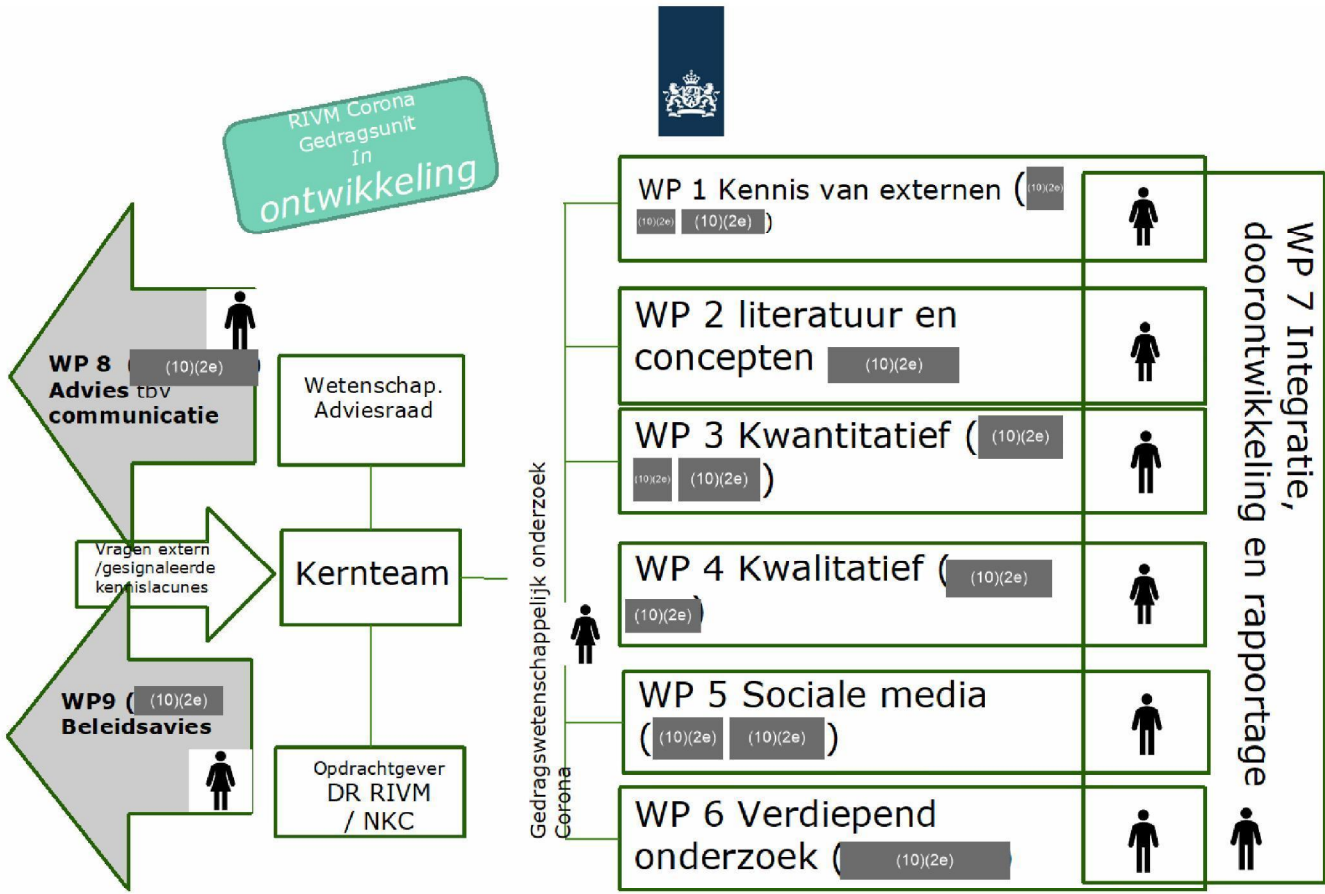 RIVM Corona
Gedragsunit
In
ontwikkeling
WP 8 ( (10)(2e) )
Advies tbv
communicatie
Wetenschap.
Adviesraad
Vragen extern
/gesignaleerde
kennislacunes
Kernteam
WP9 ( (10)(2e)
Beleidsavies
Opdrachtgever
DR RIVM
/ NKC
Gedragswetenschappelijk onderzoek
Corona
WP 1 Kennis van externen ( (10)(2e)
(10)(2e) (10)(2e) )
WP 2 literatuur en
concepten (10)(2e)
WP 3 Kwantitatief ( (10)(2e)
(10)(2e) (10)(2e) )
WP 4 Kwalitatief ( (10)(2e)
(10)(2e) )
WP 5 Sociale media
( (10)(2e) (10)(2e) )
WP 6 Verdiepend
onderzoek ( (10)(2e) )
WP 7 Integratie,
doorontwikkeling en rapportage